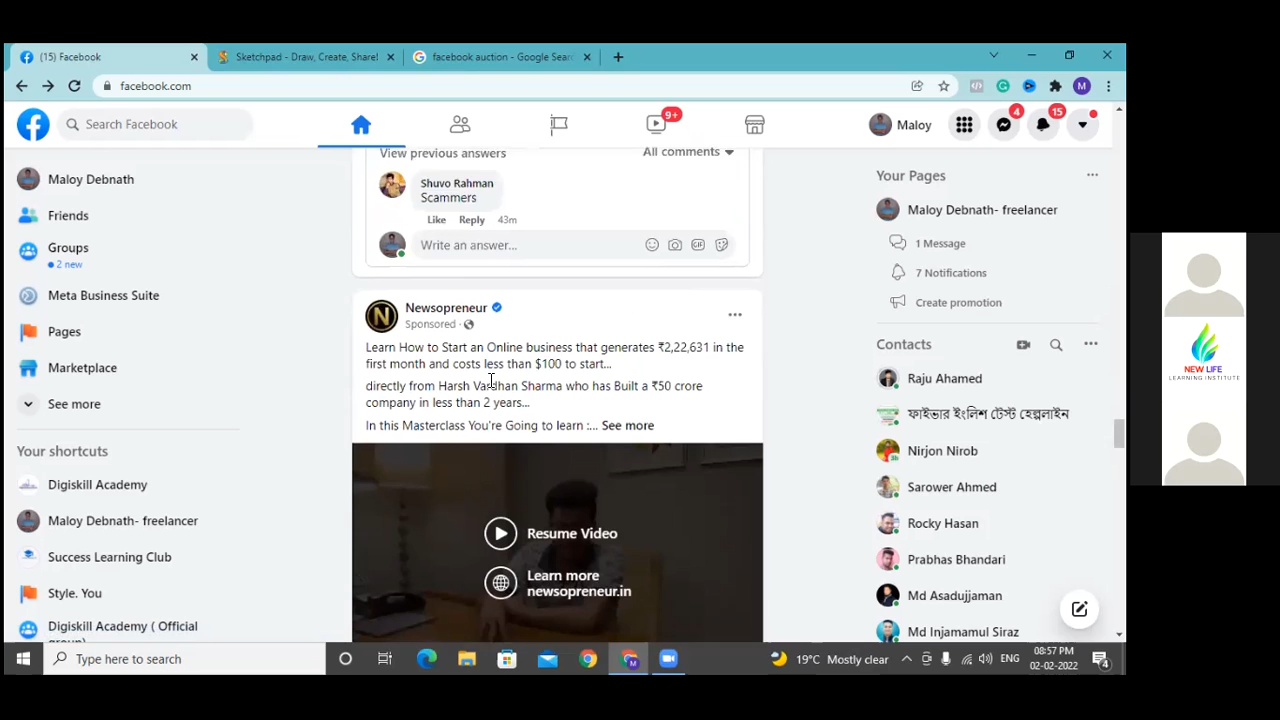 (15) Facebook
Sketchpad - Draw, Create, Share!
facebook auction - Google Sear
facebook.com
M
Search Facebook
9+
Maloy
4
15
Maloy Debnath
Friends
Groups
2 new
Meta Business Suite
Pages
Marketplace
See more
Your shortcuts
Digiskill Academy
Maloy Debnath- freelancer
Success Learning Club
Style. You
Digiskill Academy ( Official
group)
View previous answers
All comments
Shuvo Rahman
Scammers
Like Reply 43m
Write an answer...
GIF
N
Newsopreneur
Sponsored ·
Learn How to Start an Online business that generates ₹2,22,631 in the
first month and costs less than $100 to start...
directly from Harsh Vardhan Sharma who has Built a ₹50 crore
company in less than 2 years...
In this Masterclass You're Going to learn :... See more
Resume Video
Learn more
newsopreneur.in
Your Pages
Maloy Debnath- freelancer
1 Message
7 Notifications
Create promotion
Contacts
Raju Ahamed
ফাইভার ইংলিশ টেস্ট হেল্পলাইন
Nirjon Nirob
Sarower Ahmed
Rocky Hasan
Prabhas Bhandari
Md Asadujjaman
Md Injamamul Siraz
NEW LIFE
LEARNING INSTITUTE
Type here to search
19°C Mostly clear
ENG
08:57 PM
02-02-2022
4